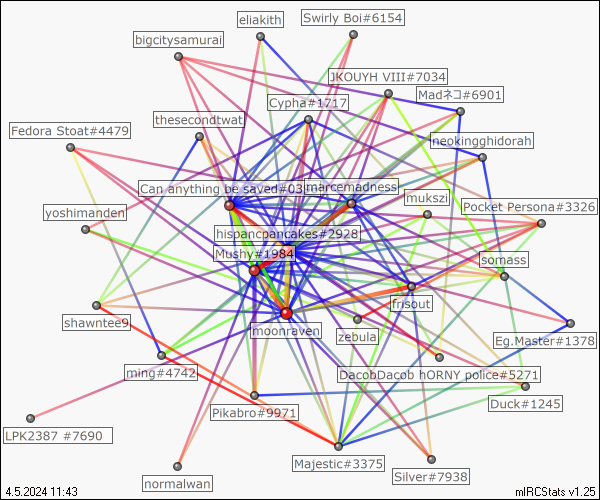 eliakith
Swirly Boi#6154
bigcitysamurai
JKOUYH VIII#7034
Madネコ#6901
Cypha#1717
thesecondtwat
Fedora Stoat#4479
neokingghidorah
Can anything be saved#03
marcemadness
mukszi
yoshimanden
Pocket Persona#3326
hispancpancakes#2928
Mushy#1984
somass
frisout
shawntee9
moonraven
zebula
Eg.Master#1378
ming#4742
DacobDacob hORNY police#5271
Pikabro#9971
Duck#1245
LPK2387 #7690
Majestic#3375
normalwan
Silver#7938
4.5.2024 11:43
mIRCStats v1.25